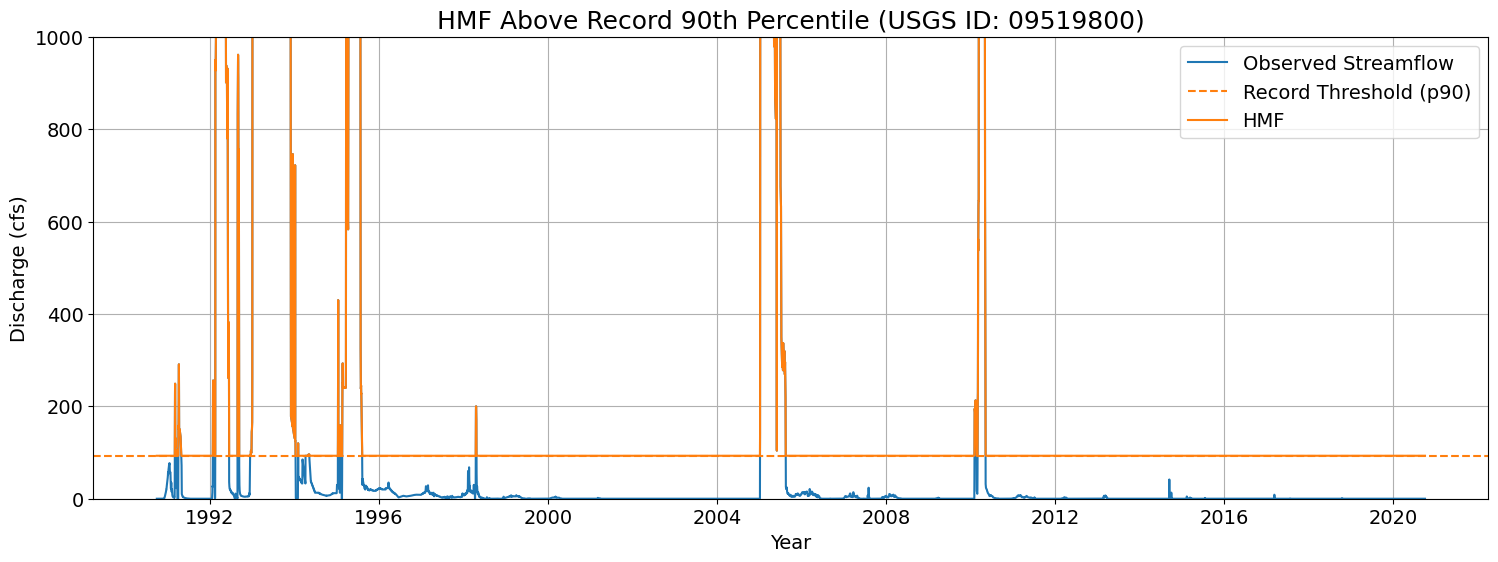 HMF Above Record 90th Percentile (USGS ID: 09519800)
1000
800
600
400
200
0
Discharge (cfs)
Observed Streamflow
Record Threshold (p90)
HMF
1992
1996
2000
2004
2008
2012
2016
2020
Year